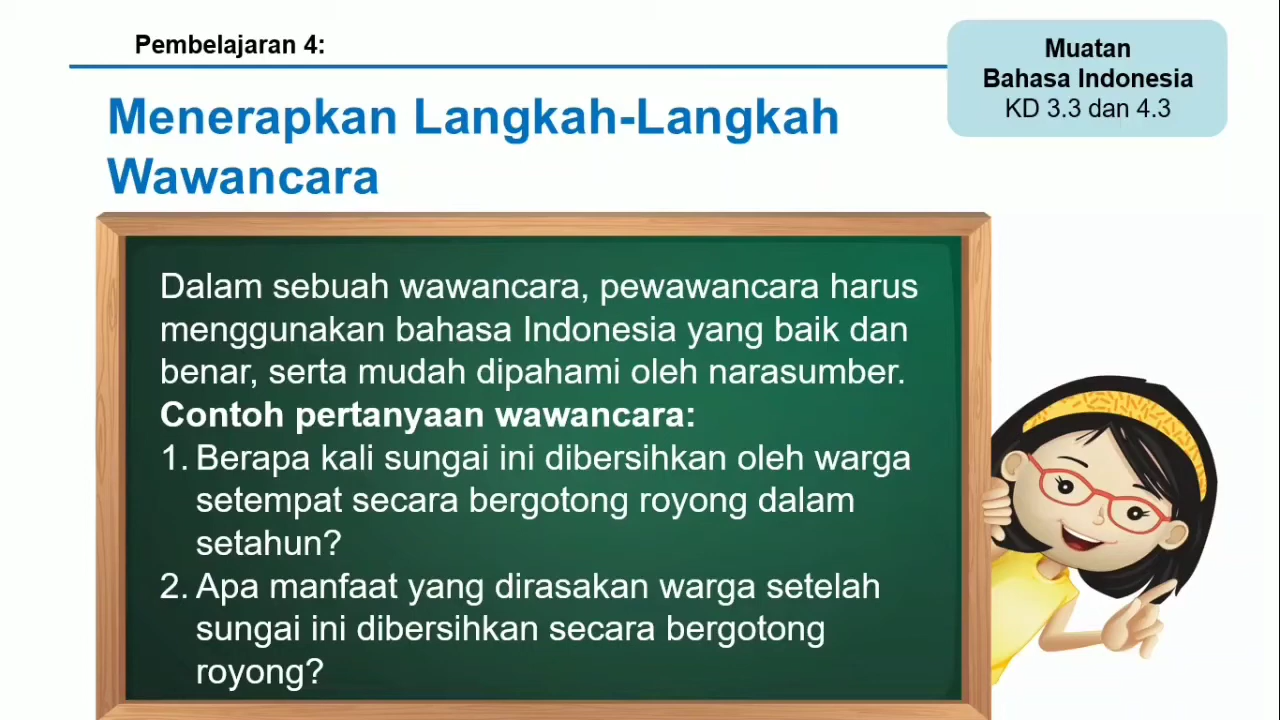 Pembelajaran 4:
Muatan
Bahasa Indonesia
KD 3.3 dan 4.3
Menerapkan Langkah-Langkah
Wawancara
Dalam sebuah wawancara, pewawancara harus
menggunakan bahasa Indonesia yang baik dan
benar, serta mudah dipahami oleh narasumber.
Contoh pertanyaan wawancara:
1. Berapa kali sungai ini dibersihkan oleh warga
setempat secara bergotong royong dalam
setahun?
2. Apa manfaat yang dirasakan warga setelah
sungai ini dibersihkan secara bergotong
royong?